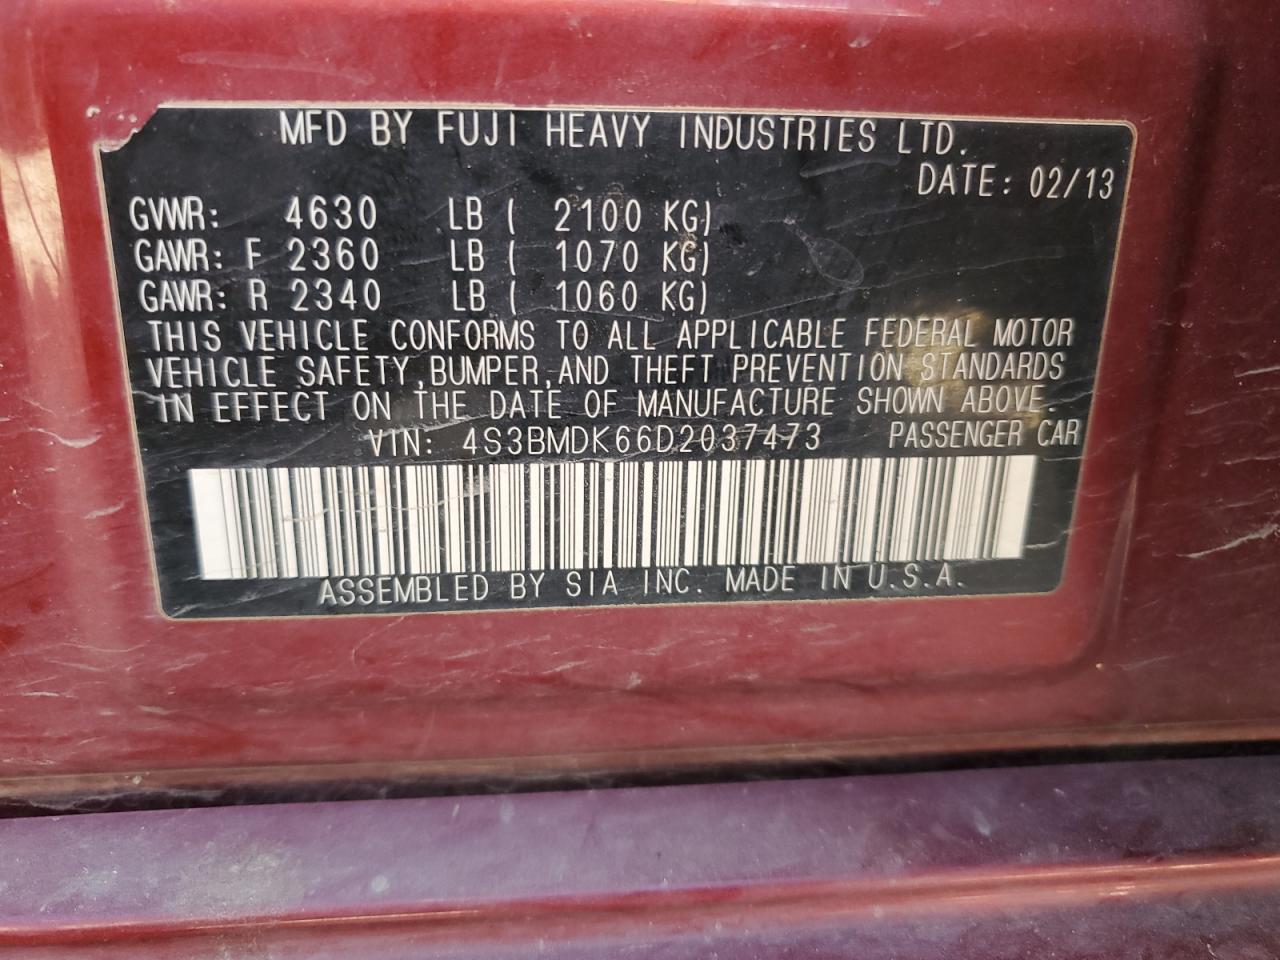 MFD BY FUJI HEAVY INDUSTRIES LTD.
DATE: 02/13
GVWR: 4630 LB ( 2100 KG)
GAWR: F 2360 LB ( 1070 KG)
GAWR: R 2340 LB ( 1060 KG)
THIS VEHICLE CONFORMS TO ALL APPLICABLE FEDERAL MOTOR
VEHICLE SAFETY,BUMPER,AND THEFT PREVENTION STANDARDS
IN EFFECT ON THE DATE OF MANUFACTURE SHOWN ABOVE.
VIN: 4S3BMDK66D2037473 PASSENGER CAR
ASSEMBLED BY SIA INC. MADE IN U.S.A.